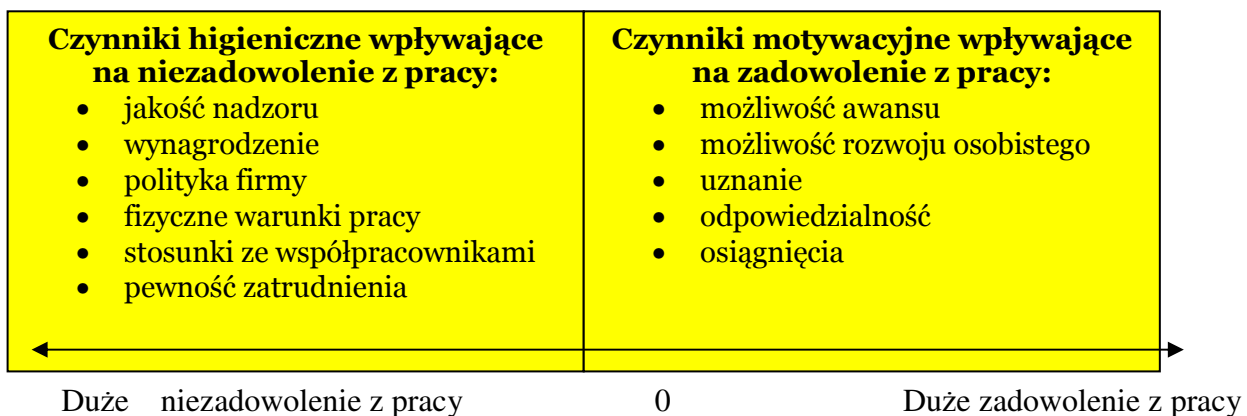 Czynniki higieniczne wpływające
na niezadowolenie z pracy:
• jakość nadzoru
• wynagrodzenie
• polityka firmy
• fizyczne warunki pracy
• stosunki ze współpracownikami
• pewność zatrudnienia
Czynniki motywacyjne wpływające
na zadowolenie z pracy:
• możliwość awansu
• możliwość rozwoju osobistego
• uznanie
• odpowiedzialność
• osiągnięcia
Duże niezadowolenie z pracy 0 Duże zadowolenie z pracy